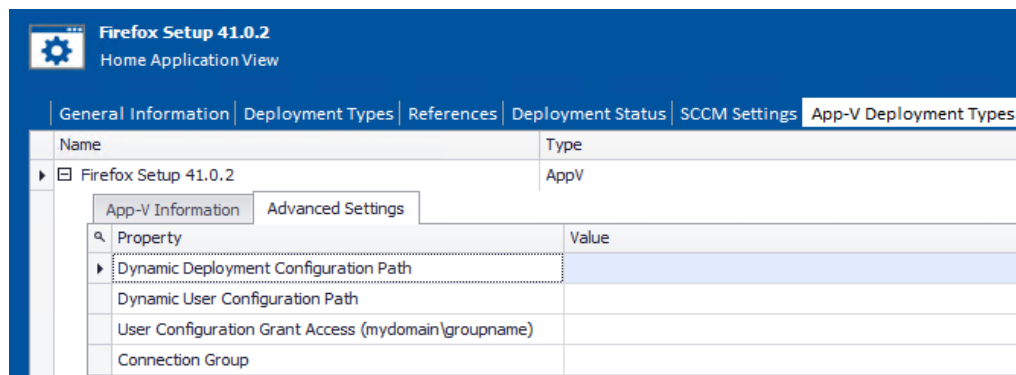 Firefox Setup 41.0.2
Home Application View
General Information Deployment Types References Deployment Status SCCM Settings App-V Deployment Types
Name Type
Firefox Setup 41.0.2 AppV
App-V Information Advanced Settings
Property Value
Dynamic Deployment Configuration Path
Dynamic User Configuration Path
User Configuration Grant Access (mydomain\groupname)
Connection Group